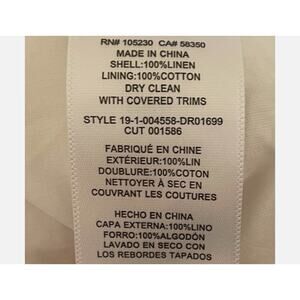 RN# 105230 CA# 58350
MADE IN CHINA
SHELL:100%LINEN
LINING:100%COTTON
DRY CLEAN
WITH COVERED TRIMS
STYLE 19-1-004558-DR01699
CUT 001586
FABRIQUÉ EN CHINE
EXTÉRIEUR:100%LIN
DOUBLURE:100%COTON
NETTOYER À SEC EN
COUVRANT LES COUTURES
HECHO EN CHINA
CAPA EXTERNA:100%LINO
FORRO:100%ALGODÓN
LAVADO EN SECO CON
LOS REBORDES TAPADOS